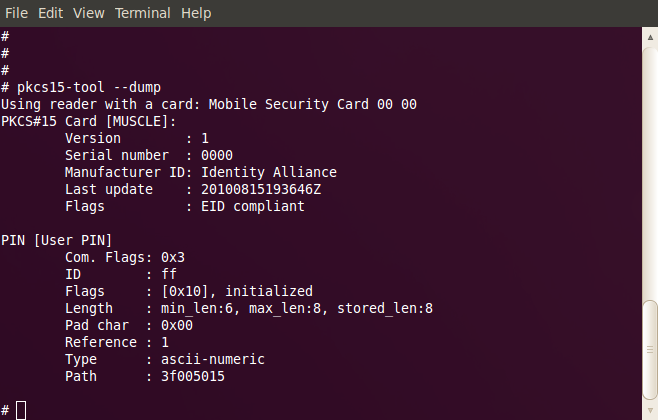 File Edit View Terminal Help
#
#
#
# pkcs15-tool --dump
Using reader with a card: Mobile Security Card 00 00
PKCS#15 Card [MUSCLE]:
        Version        : 1
        Serial number  : 0000
        Manufacturer ID: Identity Alliance
        Last update    : 20100815193646Z
        Flags          : EID compliant

PIN [User PIN]
        Com. Flags: 0x3
        ID        : ff
        Flags     : [0x10], initialized
        Length    : min_len:6, max_len:8, stored_len:8
        Pad char  : 0x00
        Reference : 1
        Type      : ascii-numeric
        Path      : 3f005015

#